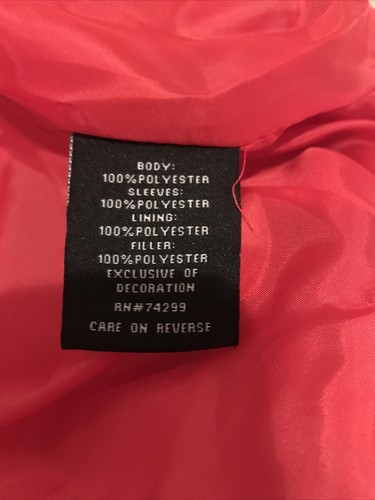 BODY:
100%POLYESTER
SLEEVES:
100%POLYESTER
LINING:
100%POLYESTER
FILLER:
100%POLYESTER
EXCLUSIVE OF
DECORATION
RN#74299
CARE ON REVERSE